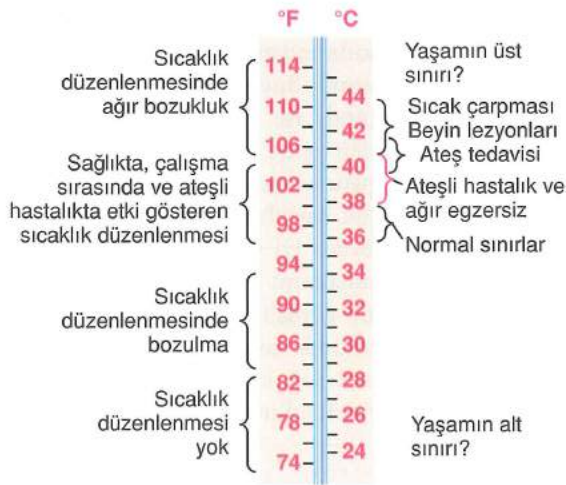 °F
°C
Sıcaklık
düzenlenmesinde
ağır bozukluk
Sağlıkta, çalışma
sırasında ve ateşli
hastalıkta etki gösteren
sıcaklık düzenlenmesi
Sıcaklık
düzenlenmesinde
bozulma
Sıcaklık
düzenlenmesi
yok
114
110
106
102
98
94
90
86
82
78
74
44
42
40
38
36
34
32
30
28
26
24
Yaşamın üst
sınırı?
Sıcak çarpması
Beyin lezyonları
Ateş tedavisi
Ateşli hastalık ve
ağır egzersiz
Normal sınırlar
Yaşamın alt
sınırı?